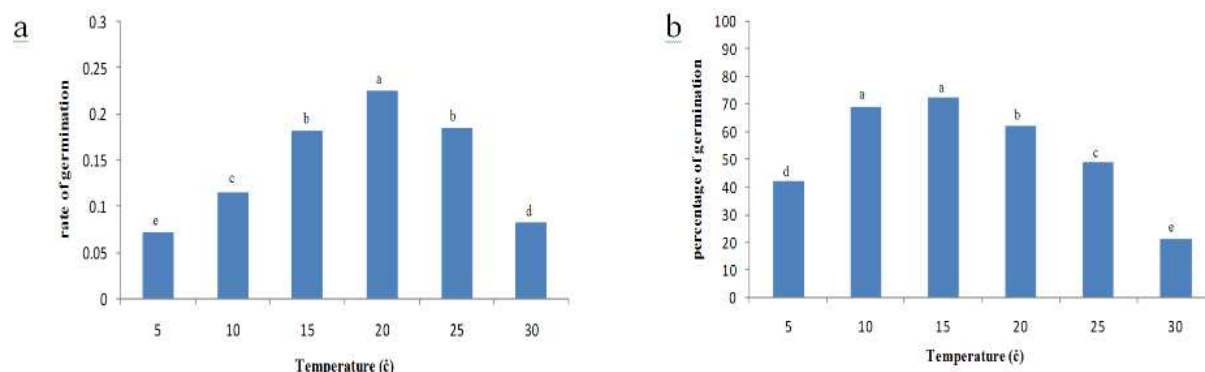 a
rate of germination
0.3
0.25
0.2
0.15
0.1
0.05
0
e
c
b
a
b
d
5 10 15 20 25 30
Temperature (ċ)
b
percentage of germination
100
90
80
70
60
50
40
30
20
10
0
d
a
a
b
c
e
5 10 15 20 25 30
Temperature (ċ)